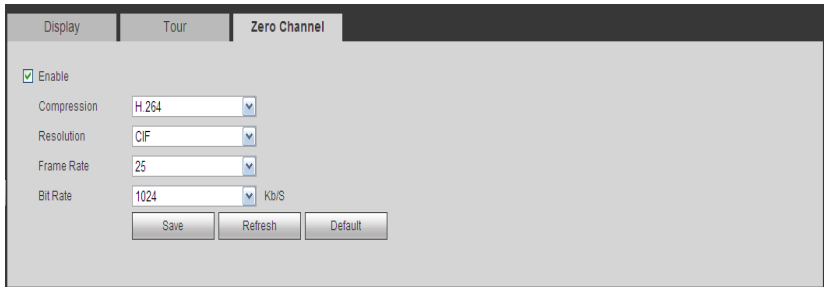 Display Tour Zero Channel
Enable
Compression H.264
Resolution CIF
Frame Rate 25
Bit Rate 1024 Kb/S
Save Refresh Default